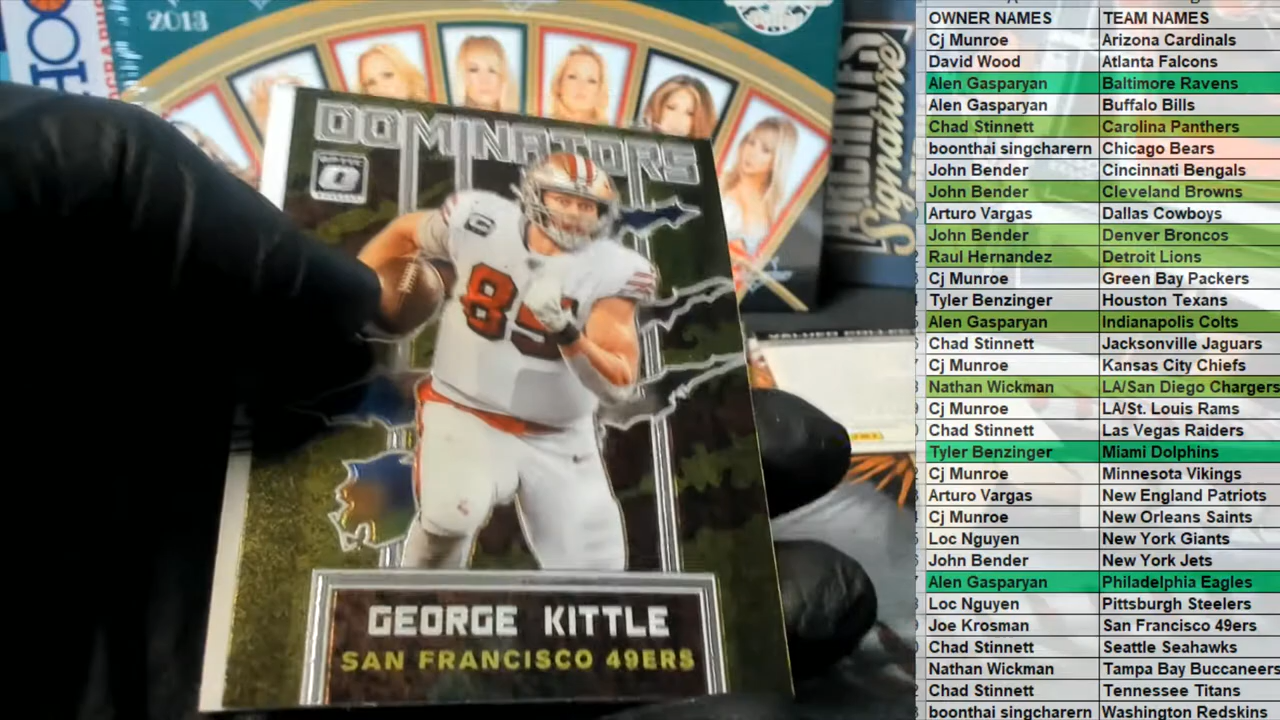 2013
DOMINATORS
OPTIC
85
GEORGE KITTLE
SAN FRANCISCO 49ERS
ARCHIVES
Signature
VALUED COLLE
OWNER NAMES TEAM NAMES
Cj Munroe Arizona Cardinals
David Wood Atlanta Falcons
Alen Gasparyan Baltimore Ravens
Alen Gasparyan Buffalo Bills
Chad Stinnett Carolina Panthers
boonthai singcharern Chicago Bears
John Bender Cincinnati Bengals
John Bender Cleveland Browns
Arturo Vargas Dallas Cowboys
John Bender Denver Broncos
Raul Hernandez Detroit Lions
Cj Munroe Green Bay Packers
Tyler Benzinger Houston Texans
Alen Gasparyan Indianapolis Colts
Chad Stinnett Jacksonville Jaguars
Cj Munroe Kansas City Chiefs
Nathan Wickman LA/San Diego Chargers
Cj Munroe LA/St. Louis Rams
Chad Stinnett Las Vegas Raiders
Tyler Benzinger Miami Dolphins
Cj Munroe Minnesota Vikings
Arturo Vargas New England Patriots
Cj Munroe New Orleans Saints
Loc Nguyen New York Giants
John Bender New York Jets
Alen Gasparyan Philadelphia Eagles
Loc Nguyen Pittsburgh Steelers
Joe Krosman San Francisco 49ers
Chad Stinnett Seattle Seahawks
Nathan Wickman Tampa Bay Buccaneers
Chad Stinnett Tennessee Titans
boonthai singcharern Washington Redskins